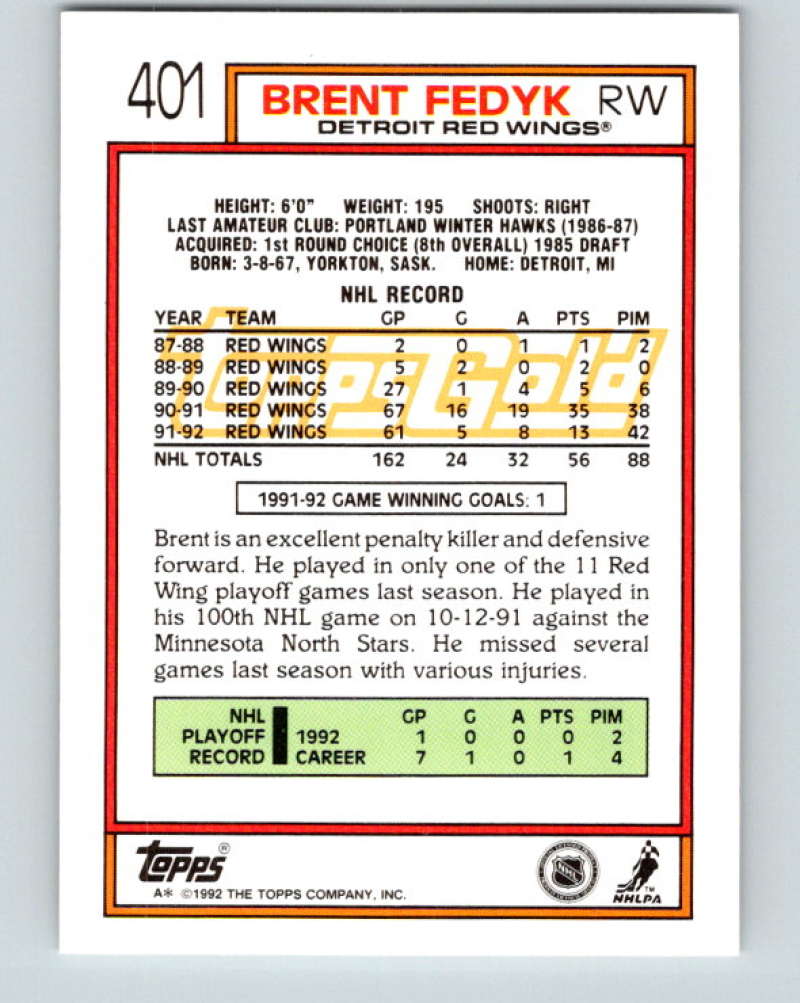 401
BRENT FEDYK RW
DETROIT RED WINGS®
HEIGHT: 6'0" WEIGHT: 195 SHOOTS: RIGHT
LAST AMATEUR CLUB: PORTLAND WINTER HAWKS (1986-87)
ACQUIRED: 1st ROUND CHOICE (8th OVERALL) 1985 DRAFT
BORN: 3-8-67, YORKTON, SASK. HOME: DETROIT, MI
NHL RECORD
YEAR TEAM GP G A PTS PIM
Topps Gold
87-88 RED WINGS 2 0 1 1 2
88-89 RED WINGS 5 2 0 2 0
89-90 RED WINGS 27 1 4 5 6
90-91 RED WINGS 67 16 19 35 38
91-92 RED WINGS 61 5 8 13 42
NHL TOTALS 162 24 32 56 88
1991-92 GAME WINNING GOALS: 1
Brent is an excellent penalty killer and defensive
forward. He played in only one of the 11 Red
Wing playoff games last season. He played in
his 100th NHL game on 10-12-91 against the
Minnesota North Stars. He missed several
games last season with various injuries.
NHL GP G A PTS PIM
PLAYOFF 1992 1 0 0 0 2
RECORD CAREER 7 1 0 1 4
TOPPS®
A* ©1992 THE TOPPS COMPANY, INC.
NHL
™
NHLPA